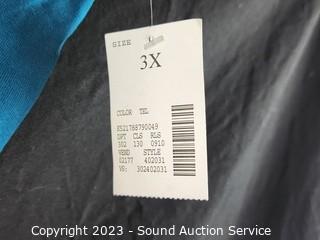 SIZE
3X
COLOR TEL
K521788790049
DPT CLS RLS
302 130 0910
VEND STYLE
02177 402031
VS: 302402031
Copyright 2023 - Sound Auction Service